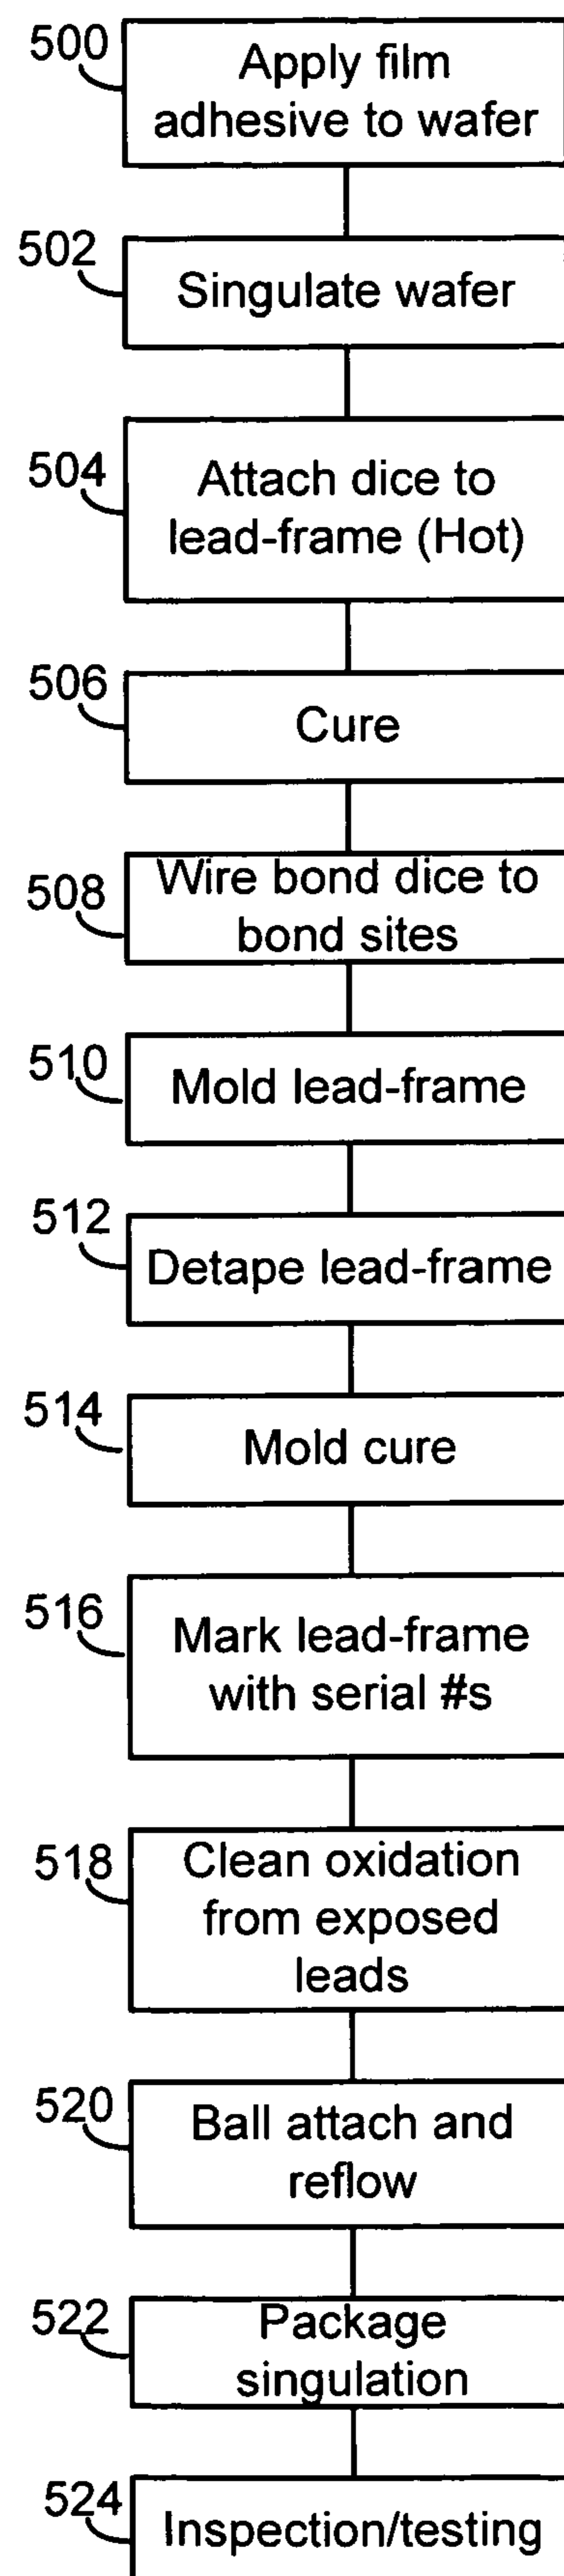 500
Apply film
adhesive to wafer
502
Singulate wafer
504
Attach dice to
lead-frame (Hot)
506
Cure
508
Wire bond dice to
bond sites
510
Mold lead-frame
512
Detape lead-frame
514
Mold cure
516
Mark lead-frame
with serial #s
518
Clean oxidation
from exposed
leads
520
Ball attach and
reflow
522
Package
singulation
524
Inspection/testing